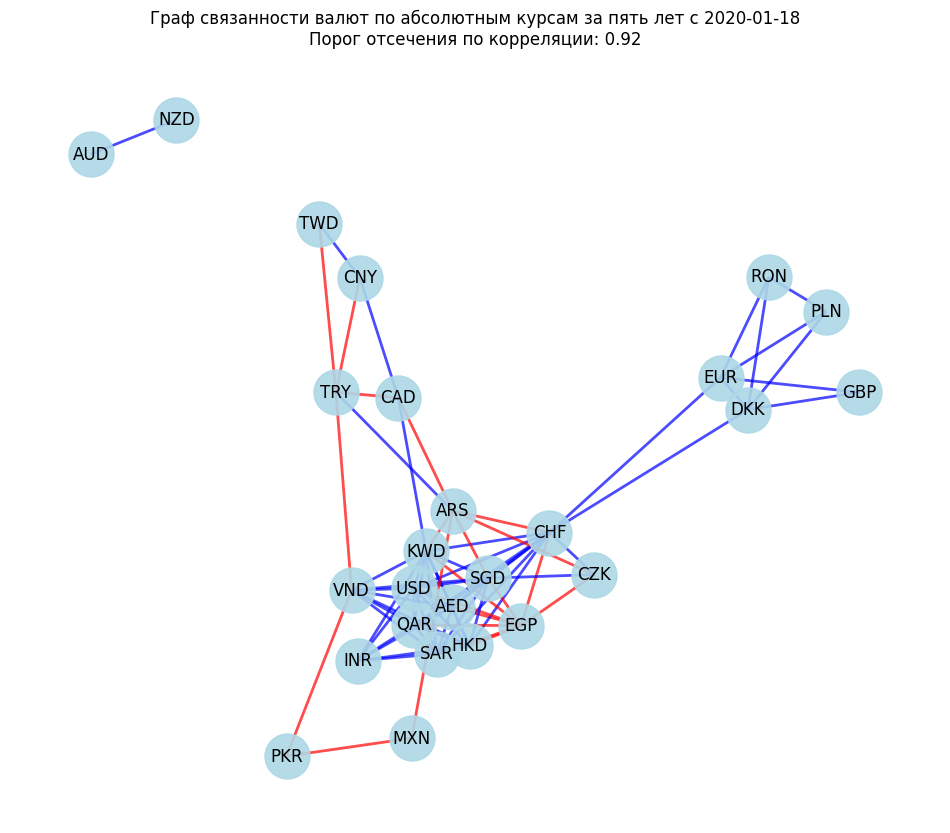 Граф связанности валют по абсолютным курсам за пять лет с 2020-01-18
Порог отсечения по корреляции: 0.92
NZD
AUD
TWD
CNY
RON
PLN
EUR
GBP
TRY
CAD
DKK
ARS
CHF
KWD
CZK
SGD
VND
USD
AED
QAR
EGP
HKD
SAR
INR
MXN
PKR